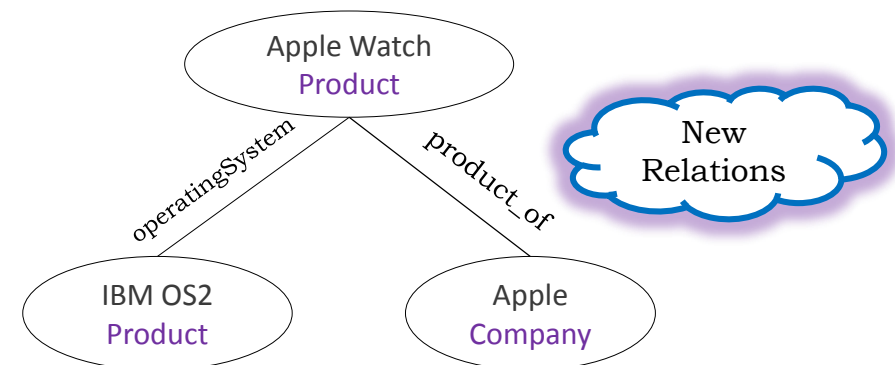 Apple Watch
Product
New
Relations
operatingSystem
product_of
IBM OS2
Product
Apple
Company